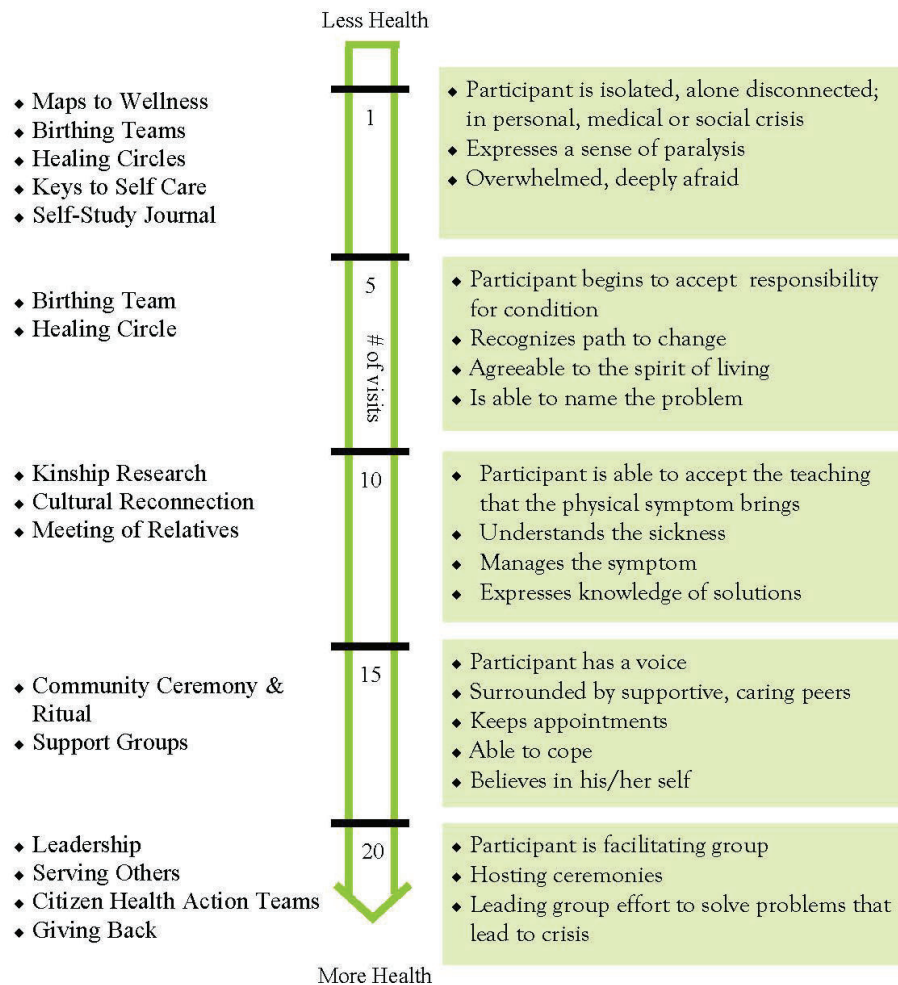 Less Health
◆ Maps to Wellness
◆ Birthing Teams
◆ Healing Circles
◆ Keys to Self Care
◆ Self-Study Journal
1
◆ Participant is isolated, alone disconnected;
in personal, medical or social crisis
◆ Expresses a sense of paralysis
◆ Overwhelmed, deeply afraid
◆ Birthing Team
◆ Healing Circle
5
# of visits
◆ Participant begins to accept responsibility
for condition
◆ Recognizes path to change
◆ Agreeable to the spirit of living
◆ Is able to name the problem
◆ Kinship Research
◆ Cultural Reconnection
◆ Meeting of Relatives
10
◆ Participant is able to accept the teaching
that the physical symptom brings
◆ Understands the sickness
◆ Manages the symptom
◆ Expresses knowledge of solutions
◆ Community Ceremony &
Ritual
◆ Support Groups
15
◆ Participant has a voice
◆ Surrounded by supportive, caring peers
◆ Keeps appointments
◆ Able to cope
◆ Believes in his/her self
◆ Leadership
◆ Serving Others
◆ Citizen Health Action Teams
◆ Giving Back
20
◆ Participant is facilitating group
◆ Hosting ceremonies
◆ Leading group effort to solve problems that
lead to crisis
More Health